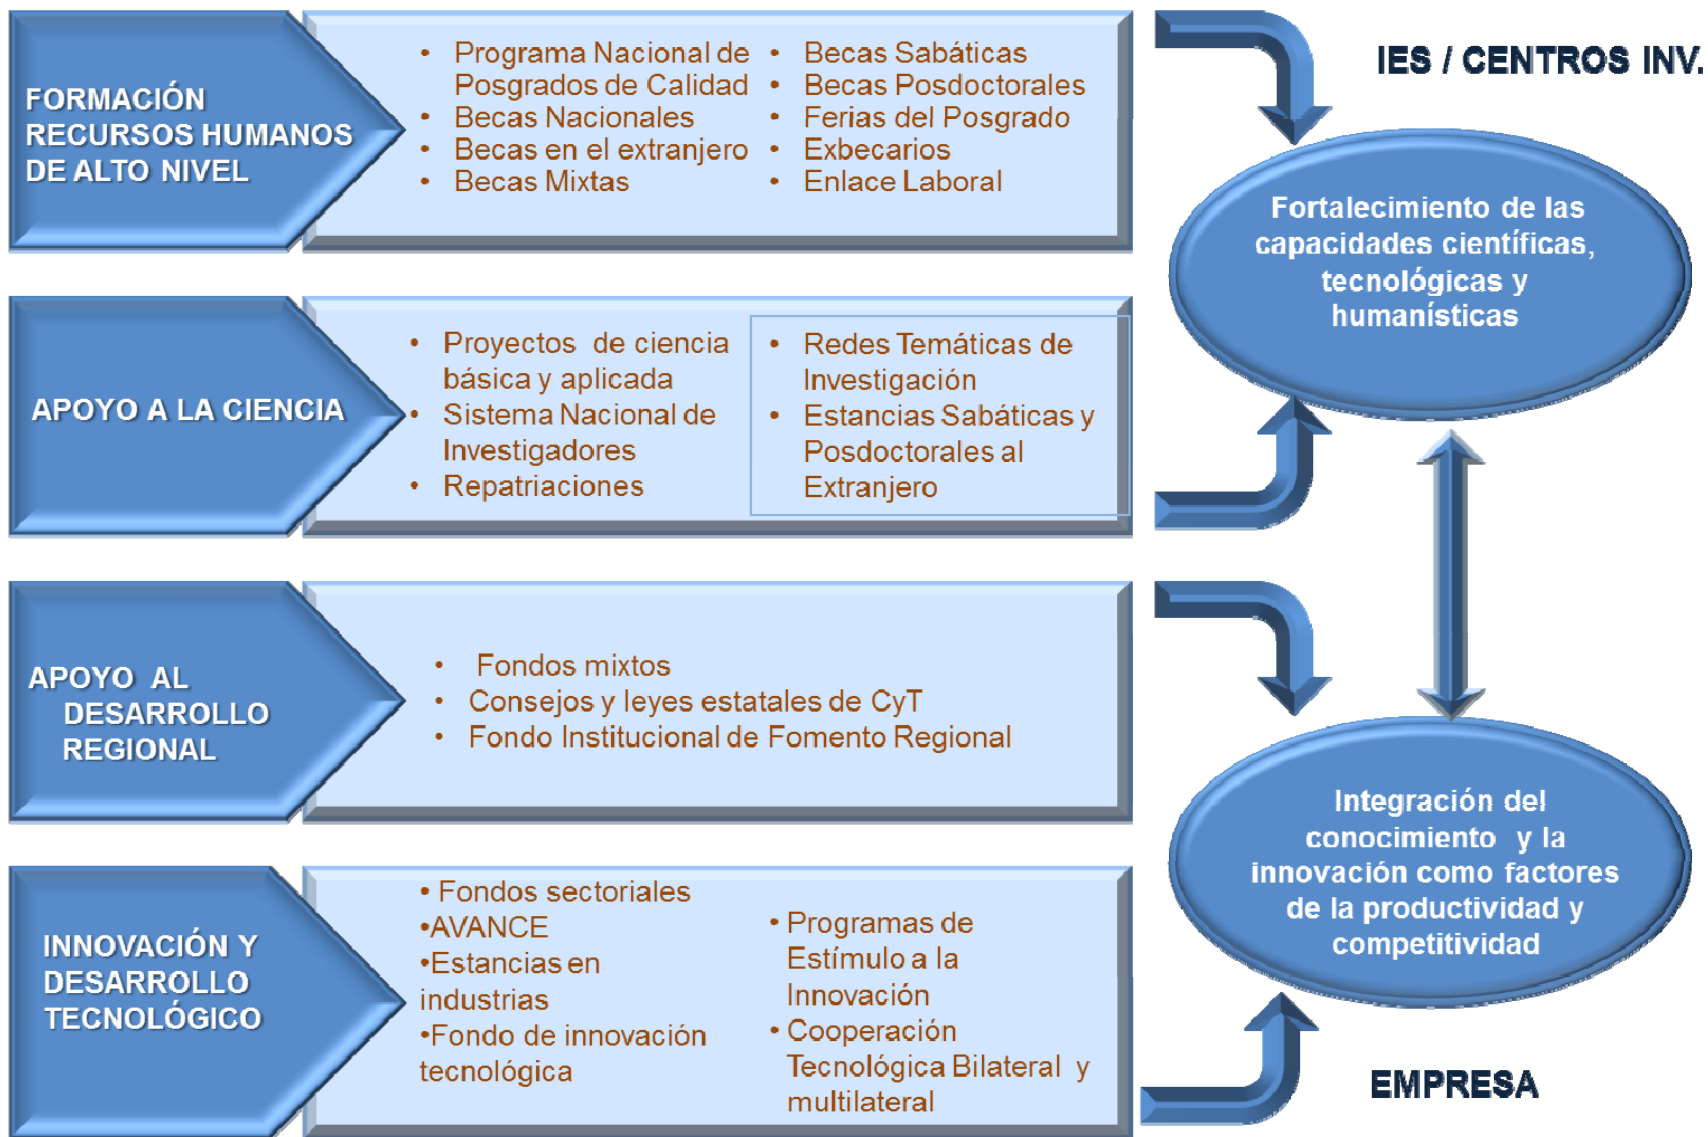 FORMACIÓN
RECURSOS HUMANOS
DE ALTO NIVEL
• Programa Nacional de
Posgrados de Calidad
• Becas Nacionales
• Becas en el extranjero
• Becas Mixtas
• Becas Sabáticas
• Becas Posdoctorales
• Ferias del Posgrado
• Exbecarios
• Enlace Laboral
IES / CENTROS INV.
Fortalecimiento de las
capacidades científicas,
tecnológicas y
humanísticas
APOYO A LA CIENCIA
• Proyectos de ciencia
básica y aplicada
• Sistema Nacional de
Investigadores
• Repatriaciones
• Redes Temáticas de
Investigación
• Estancias Sabáticas y
Posdoctorales al
Extranjero
APOYO AL
DESARROLLO
REGIONAL
• Fondos mixtos
• Consejos y leyes estatales de CyT
• Fondo Institucional de Fomento Regional
Integración del
conocimiento y la
innovación como factores
de la productividad y
competitividad
INNOVACIÓN Y
DESARROLLO
TECNOLÓGICO
• Fondos sectoriales
•AVANCE
•Estancias en
industrias
•Fondo de innovación
tecnológica
• Programas de
Estímulo a la
Innovación
• Cooperación
Tecnológica Bilateral y
multilateral
EMPRESA